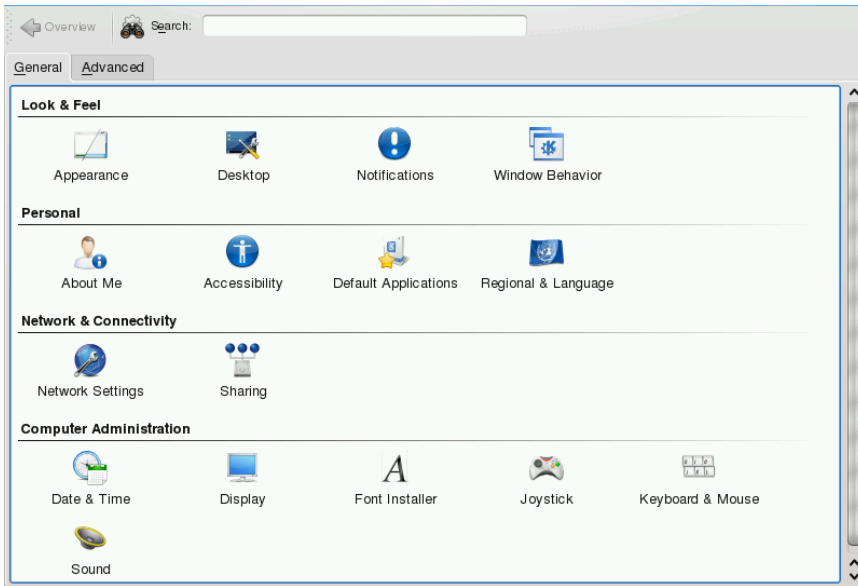 Overview Search:
General Advanced
Look & Feel
Appearance Desktop Notifications Window Behavior
Personal
About Me Accessibility Default Applications Regional & Language
Network & Connectivity
Network Settings Sharing
Computer Administration
Date & Time Display Font Installer Joystick Keyboard & Mouse
Sound